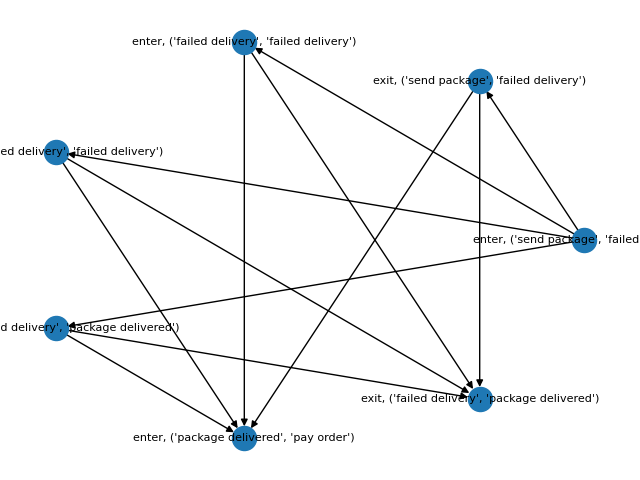 enter, ('failed delivery', 'failed delivery')
exit, ('send package', 'failed delivery')
ed delivery', 'failed delivery')
enter, ('send package', 'failed
d delivery', 'package delivered')
exit, ('failed delivery', 'package delivered')
enter, ('package delivered', 'pay order')